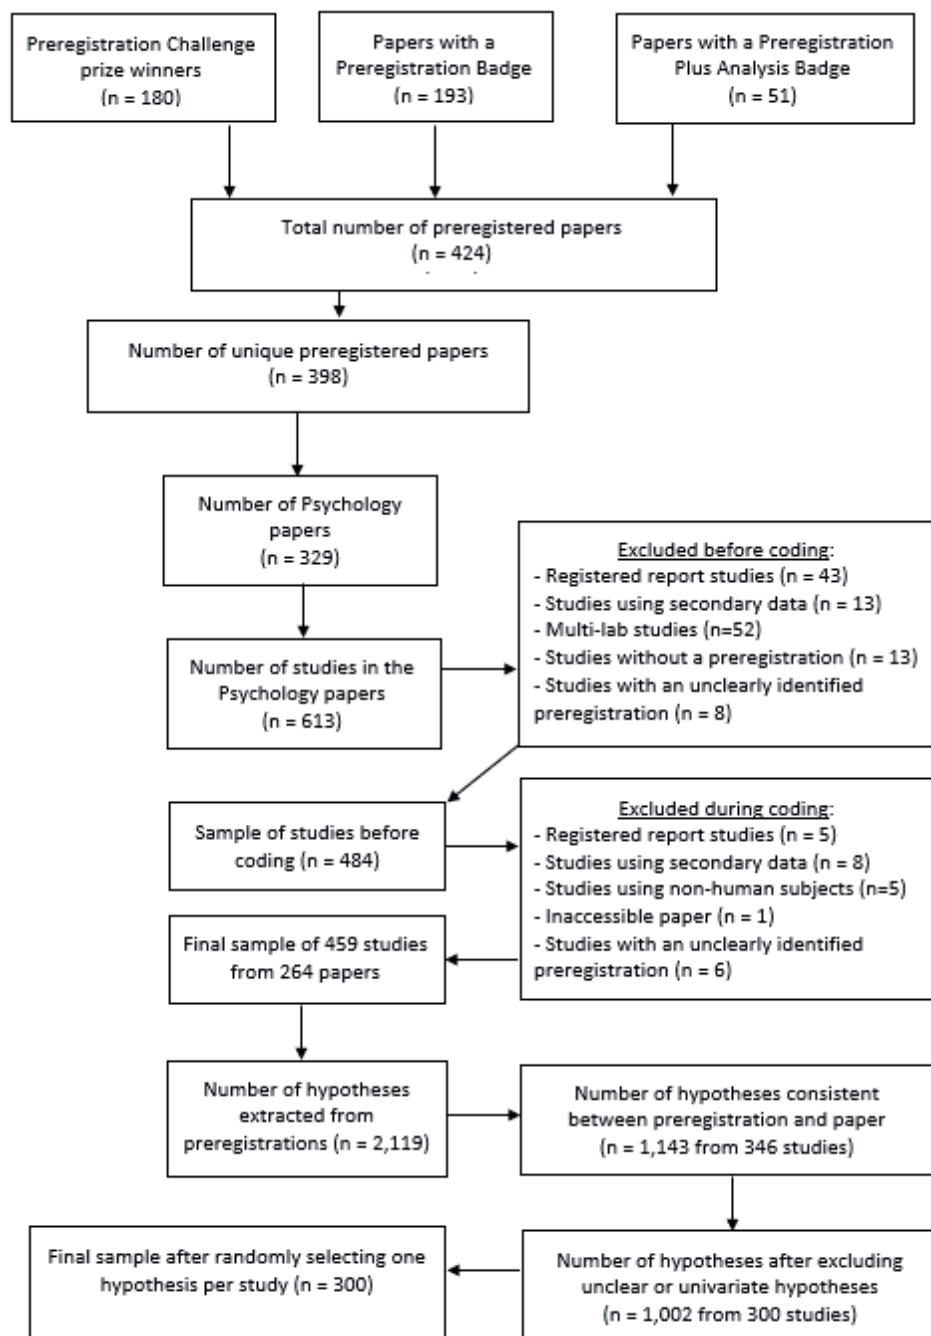 Preregistration Challenge
prize winners
(n = 180)
Papers with a
Preregistration Badge
(n = 193)
Papers with a Preregistration
Plus Analysis Badge
(n = 51)
Total number of preregistered papers
(n = 424)
Number of unique preregistered papers
(n = 398)
Number of Psychology
papers
(n = 329)
Number of studies in the
Psychology papers
(n = 613)
Excluded before coding:
- Registered report studies (n = 43)
- Studies using secondary data (n = 13)
- Multi-lab studies (n=52)
- Studies without a preregistration (n = 13)
- Studies with an unclearly identified
preregistration (n = 8)
Sample of studies before
coding (n = 484)
Excluded during coding:
- Registered report studies (n = 5)
- Studies using secondary data (n = 8)
- Studies using non-human subjects (n=5)
- Inaccessible paper (n = 1)
- Studies with an unclearly identified
preregistration (n = 6)
Final sample of 459 studies
from 264 papers
Number of hypotheses
extracted from
preregistrations (n = 2,119)
Number of hypotheses consistent
between preregistration and paper
(n = 1,143 from 346 studies)
Number of hypotheses after excluding
unclear or univariate hypotheses
(n = 1,002 from 300 studies)
Final sample after randomly selecting one
hypothesis per study (n = 300)